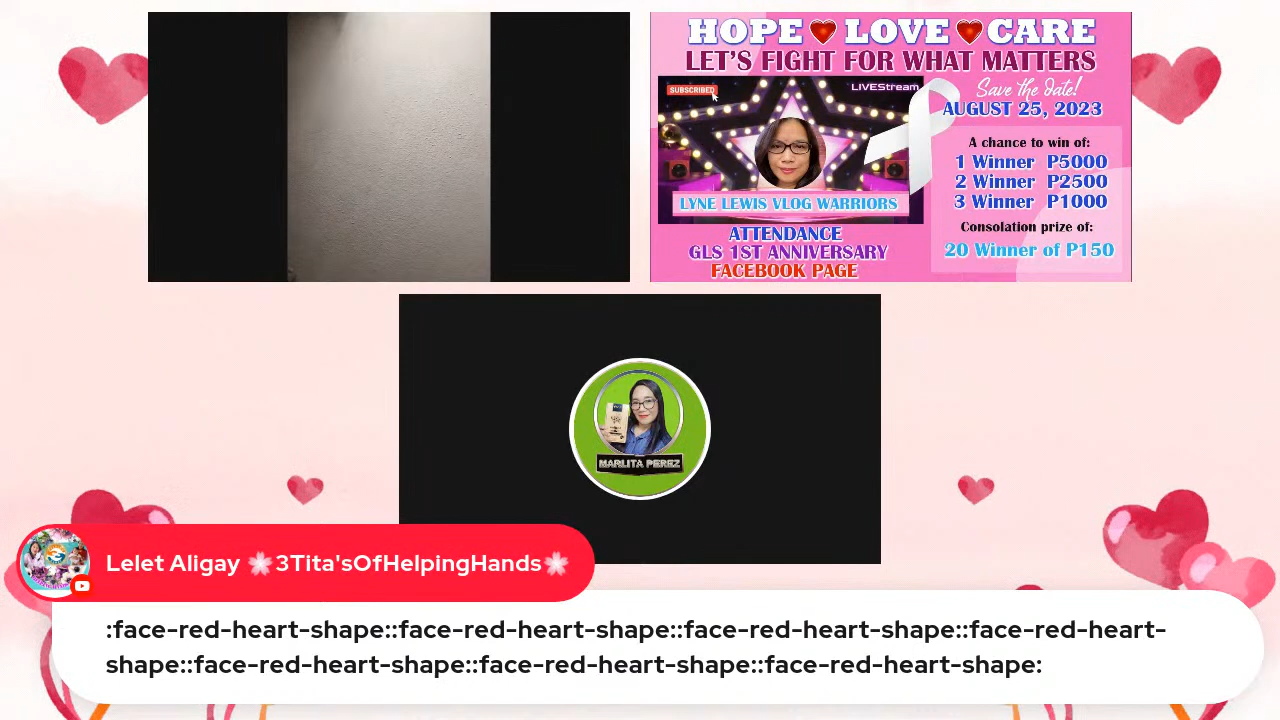 HOPE LOVE CARE
LET'S FIGHT FOR WHAT MATTERS
SUBSCRIBED
LIVEStream
Save the date!
AUGUST 25, 2023
A chance to win of:
1 Winner P5000
2 Winner P2500
3 Winner P1000
Consolation prize of:
20 Winner of P150
LYNE LEWIS VLOG WARRIORS
ATTENDANCE
GLS 1ST ANNIVERSARY
FACEBOOK PAGE
MARLITA PEREZ
Lelet Aligay 🌸3Tita'sOfHelpingHands🌸
:face-red-heart-shape::face-red-heart-shape::face-red-heart-shape::face-red-heart-
shape::face-red-heart-shape::face-red-heart-shape::face-red-heart-shape: